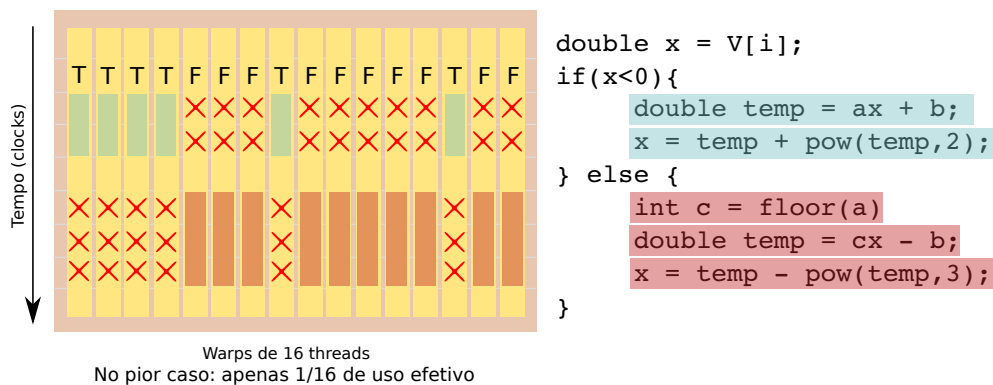 Tempo (clocks)
T T T T F F F T F F F F F T F F
Warps de 16 threads
No pior caso: apenas 1/16 de uso efetivo
double x = V[i];
if(x<0){
double temp = ax + b;
x = temp + pow(temp,2);
} else {
int c = floor(a)
double temp = cx - b;
x = temp - pow(temp,3);
}